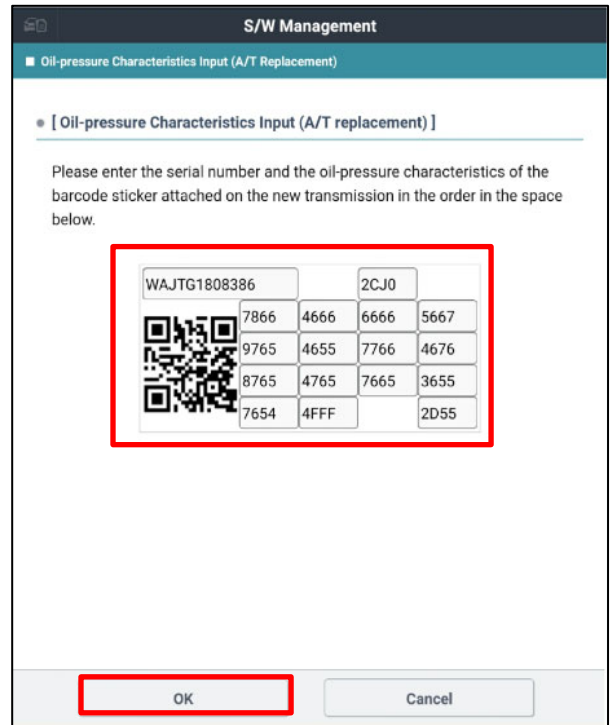 S/W Management
■ Oil-pressure Characteristics Input (A/T Replacement)
● [ Oil-pressure Characteristics Input (A/T replacement) ]
Please enter the serial number and the oil-pressure characteristics of the
barcode sticker attached on the new transmission in the order in the space
below.
WAJTG1808386 2CJ0
7866 4666 6666 5667
9765 4655 7766 4676
8765 4765 7665 3655
7654 4FFF 2D55
OK Cancel